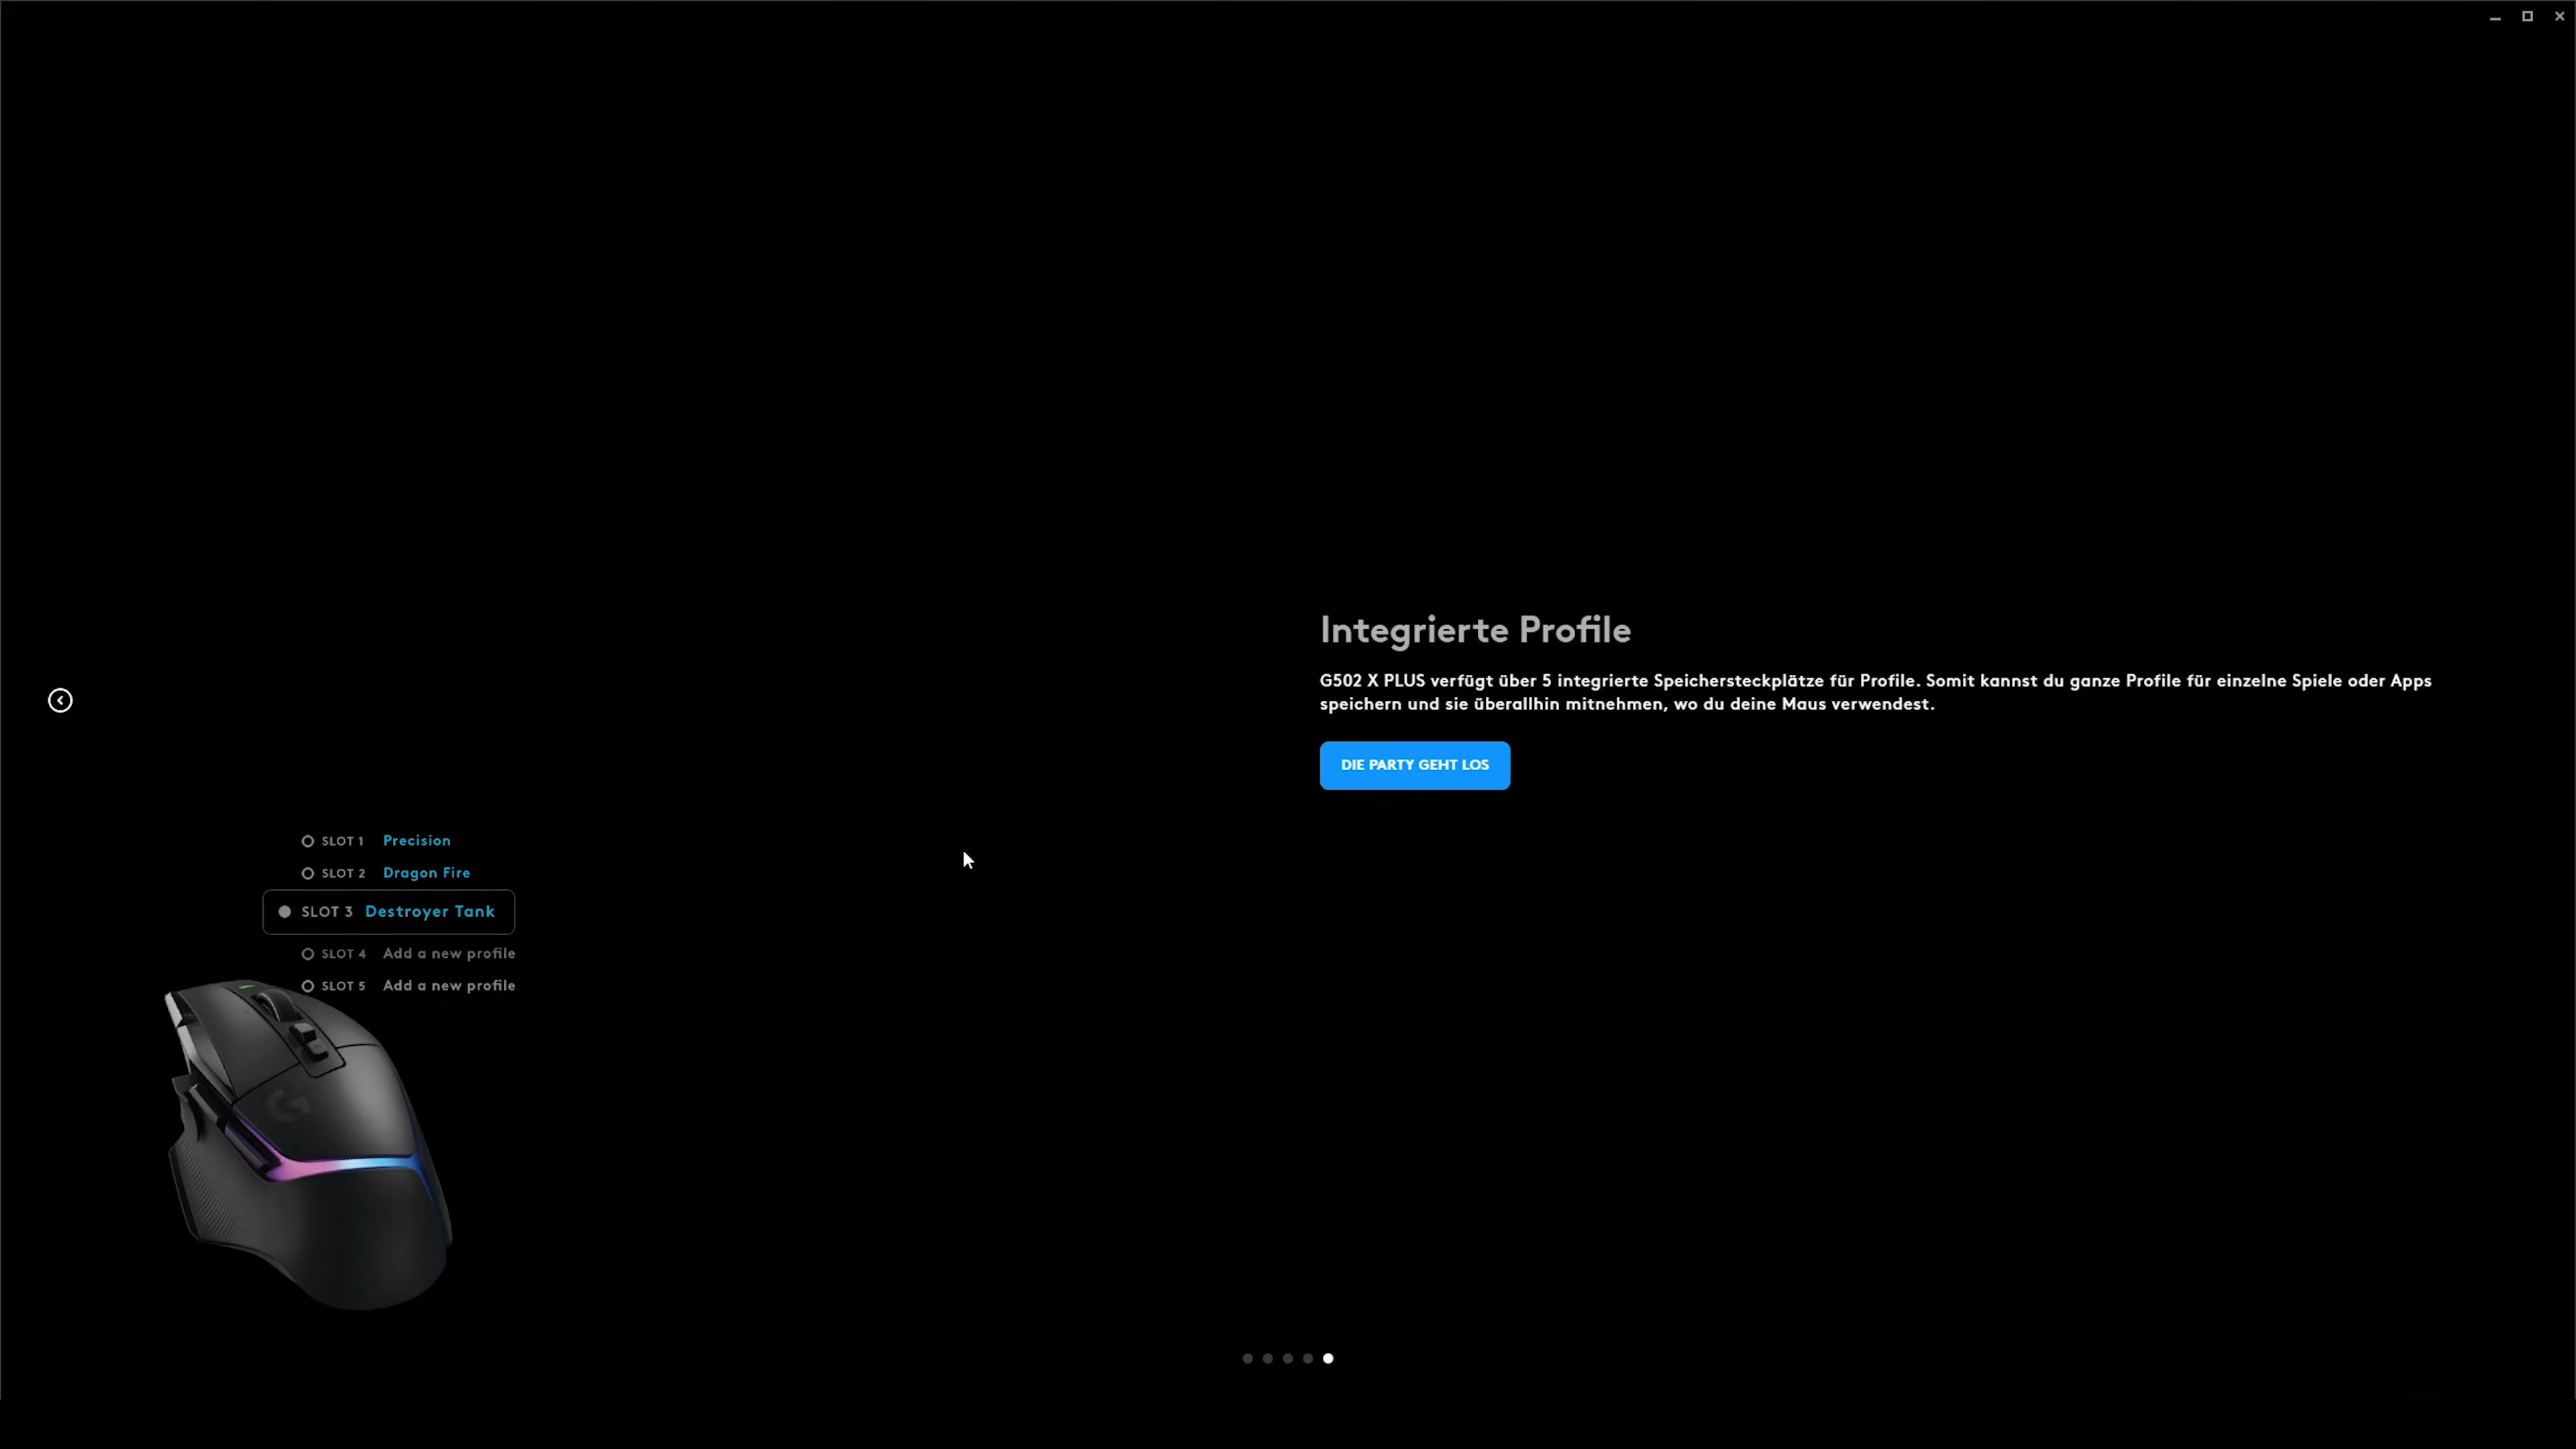 Integrierte Profile
G502 X PLUS verfügt über 5 integrierte Speichersteckplätze für Profile. Somit kannst du ganze Profile für einzelne Spiele oder Apps
speichern und sie überallhin mitnehmen, wo du deine Maus verwendest.
DIE PARTY GEHT LOS
SLOT 1 Precision
SLOT 2 Dragon Fire
SLOT 3 Destroyer Tank
SLOT 4 Add a new profile
SLOT 5 Add a new profile